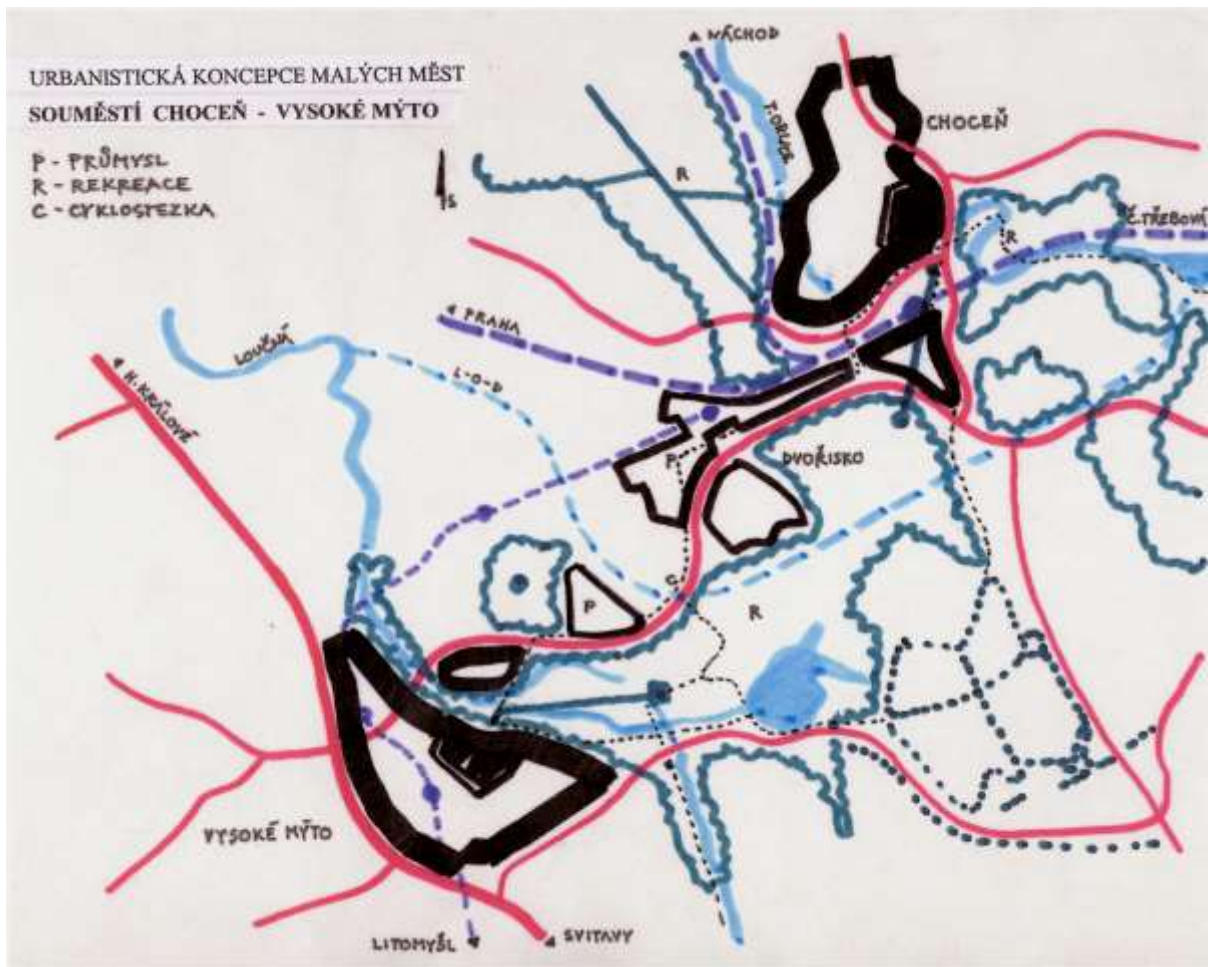 URBANISTICKÁ KONCEPCE MALÝCH MĚST
SOUMĚSTÍ CHOCEŇ - VYSOKÉ MÝTO
P - PRŮMYSL
R - REKREACE
C - CYKLOSTEZKA
S
NÁCHOD
T. ORLICE
CHOCEŇ
R
Č. TŘEBOVÁ
R
PRAHA
LOUČNÁ
L-O-D
H. KRÁLOVÉ
P
DVOŘISKO
C
P
R
VYSOKÉ MÝTO
LITOMYŠL
SVITAVY